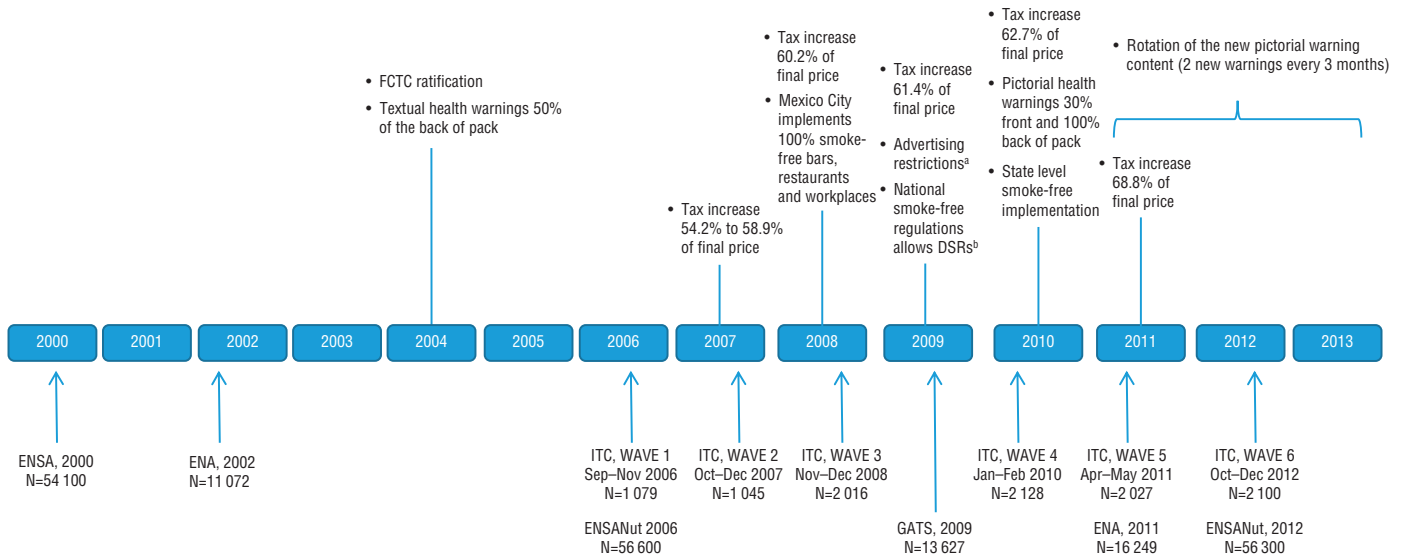 • FCTC ratification
• Textual health warnings 50%
of the back of pack
• Tax increase
54.2% to 58.9%
of final price
• Tax increase
60.2% of
final price
• Mexico City
implements
100% smoke-
free bars,
restaurants
and workplaces
• Tax increase
61.4% of
final price
• Advertising
restrictionsᵃ
• National
smoke-free
regulations
allows DSRsᵇ
• Tax increase
62.7% of
final price
• Pictorial health
warnings 30%
front and 100%
back of pack
• State level
smoke-free
implementation
• Rotation of the new pictorial warning
content (2 new warnings every 3 months)
• Tax increase
68.8% of
final price
2000
2001
2002
2003
2004
2005
2006
2007
2008
2009
2010
2011
2012
2013
ENSA, 2000
N=54 100
ENA, 2002
N=11 072
ITC, WAVE 1
Sep–Nov 2006
N=1 079
ENSANut 2006
N=56 600
ITC, WAVE 2
Oct–Dec 2007
N=1 045
ITC, WAVE 3
Nov–Dec 2008
N=2 016
GATS, 2009
N=13 627
ITC, WAVE 4
Jan–Feb 2010
N=2 128
ITC, WAVE 5
Apr–May 2011
N=2 027
ENA, 2011
N=16 249
ITC, WAVE 6
Oct–Dec 2012
N=2 100
ENSANut, 2012
N=56 300